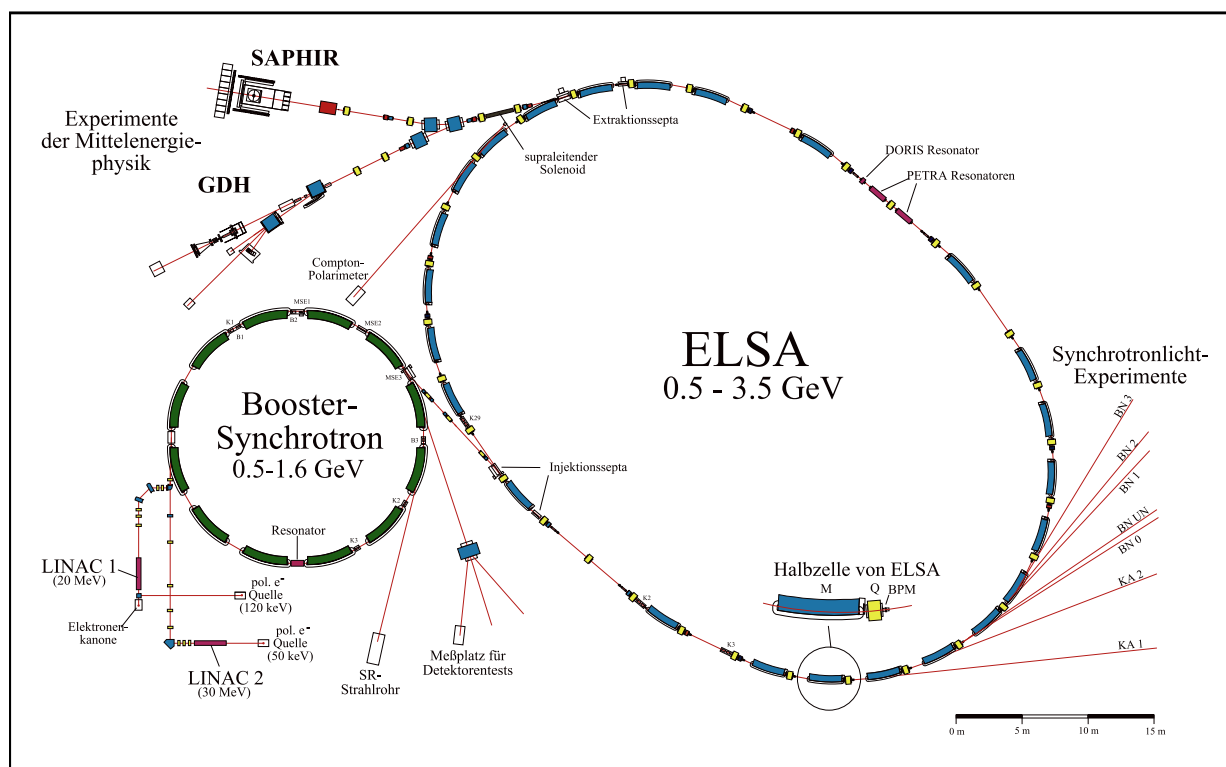 SAPHIR
Experimente
der Mittelenergie-
physik
GDH
Extraktionssepta
supraleitender
Solenoid
DORIS Resonator
PETRA Resonatoren
Compton-
Polarimeter
ELSA
0.5 - 3.5 GeV
Synchrotronlicht-
Experimente
BN 3
BN 2
BN 1
BN UN
BN 0
KA 2
KA 1
K1
B1
MSE1
B2
MSE2
MSE3
Booster-
Synchrotron
0.5-1.6 GeV
B3
K2
K3
Resonator
K29
Injektionssepta
K2
K3
LINAC 1
(20 MeV)
Elektronen-
kanone
pol. e-
Quelle
(120 keV)
pol. e-
Quelle
(50 keV)
LINAC 2
(30 MeV)
SR-
Strahlrohr
Meßplatz für
Detektorentests
Halbzelle von ELSA
M
Q
BPM
0 m
5 m
10 m
15 m